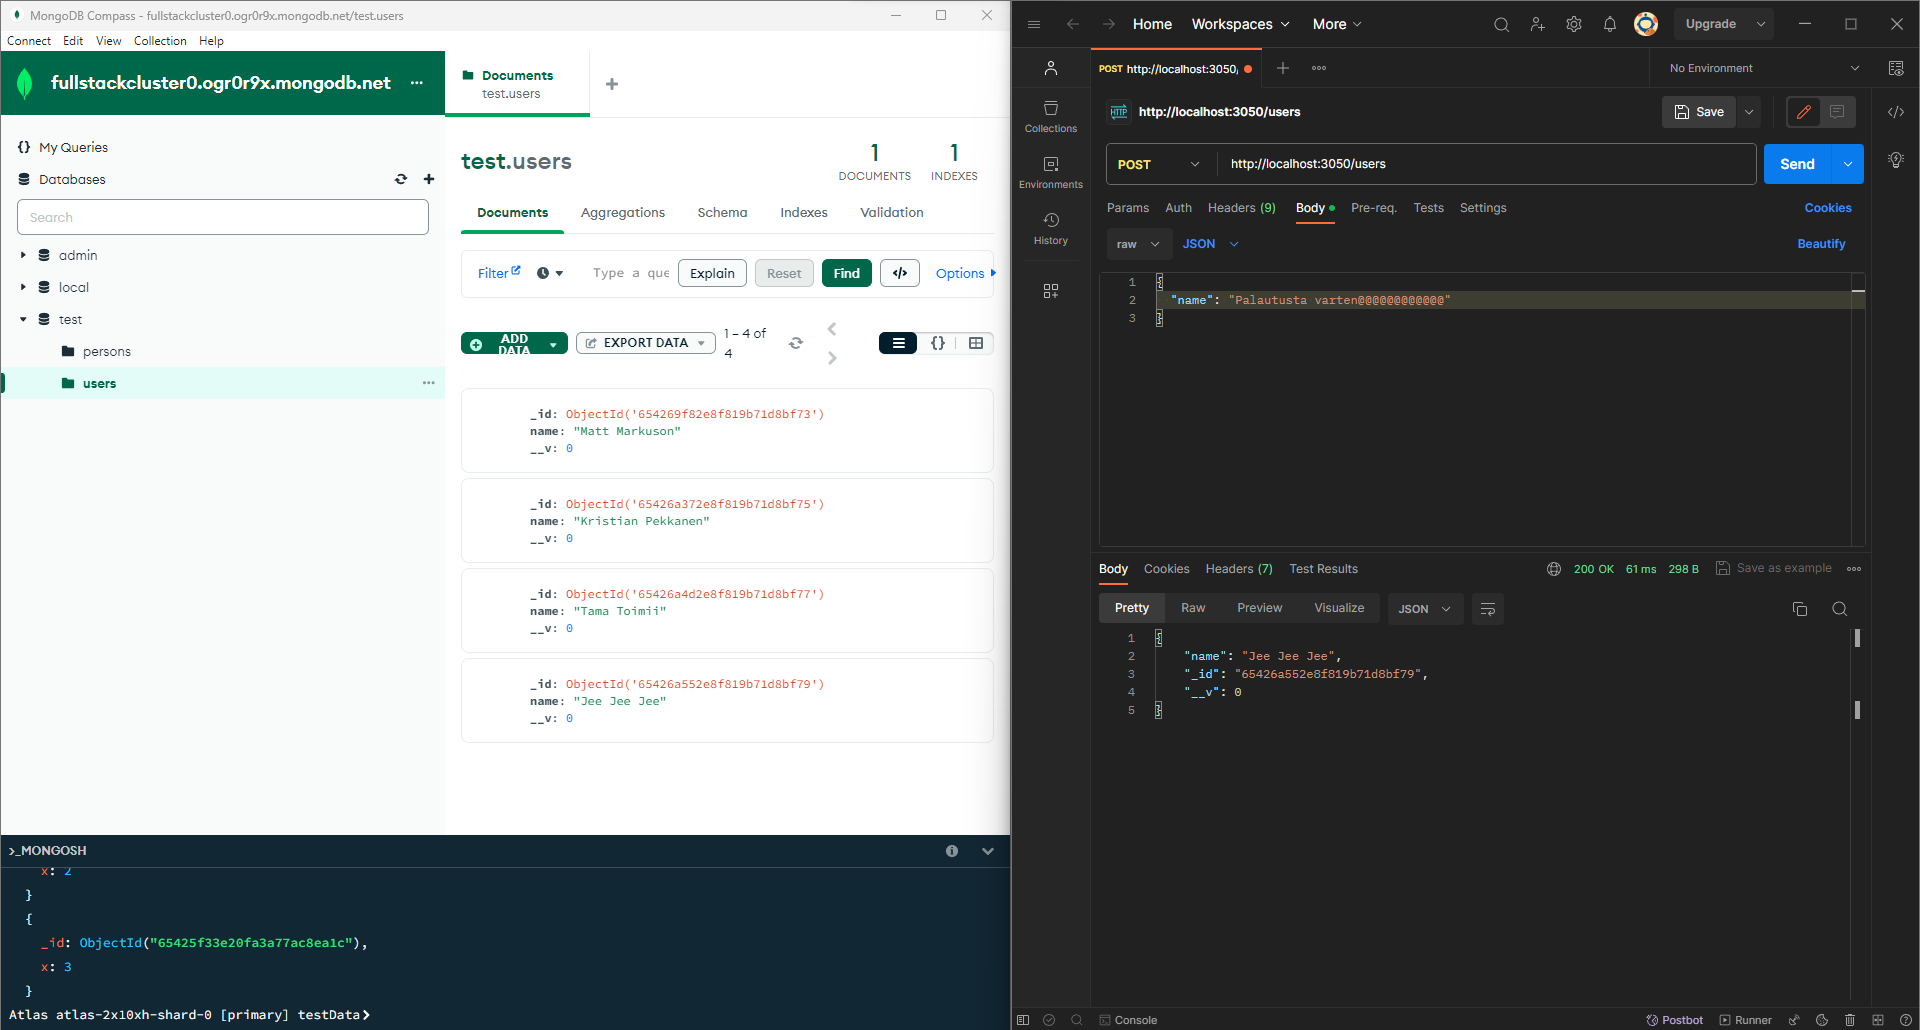 MongoDB Compass - fullstackcluster0.ogr0r9x.mongodb.net/test.users
Connect Edit View Collection Help
fullstackcluster0.ogr0r9x.mongodb.net
Documents
test.users
{} My Queries
Databases
Search
admin
local
test
persons
users
test.users
1
DOCUMENTS
1
INDEXES
Documents Aggregations Schema Indexes Validation
Filter Type a que Explain Reset Find </> Options
ADD DATA EXPORT DATA 1 – 4 of 4 {}
_id: ObjectId('654269f82e8f819b71d8bf73')
name: "Matt Markuson"
__v: 0
_id: ObjectId('65426a372e8f819b71d8bf75')
name: "Kristian Pekkanen"
__v: 0
_id: ObjectId('65426a4d2e8f819b71d8bf77')
name: "Tama Toimii"
__v: 0
_id: ObjectId('65426a552e8f819b71d8bf79')
name: "Jee Jee Jee"
__v: 0
>_MONGOSH
x: 2
}
{
_id: ObjectId("65425f33e20fa3a77ac8ea1c"),
x: 3
}
Atlas atlas-2x10xh-shard-0 [primary] testData>
Home Workspaces More Upgrade
POST http://localhost:3050/ No Environment
Collections
Environments
History
HTTP http://localhost:3050/users Save </>
POST http://localhost:3050/users Send
Params Auth Headers (9) Body Pre-req. Tests Settings Cookies
raw JSON Beautify
1 {
2 "name": "Palautusta varten@@@@@@@@@@@@"
3 }
Body Cookies Headers (7) Test Results 200 OK 61 ms 298 B Save as example
Pretty Raw Preview Visualize JSON
1 {
2 "name": "Jee Jee Jee",
3 "_id": "65426a552e8f819b71d8bf79",
4 "__v": 0
5 }
Console Postbot Runner